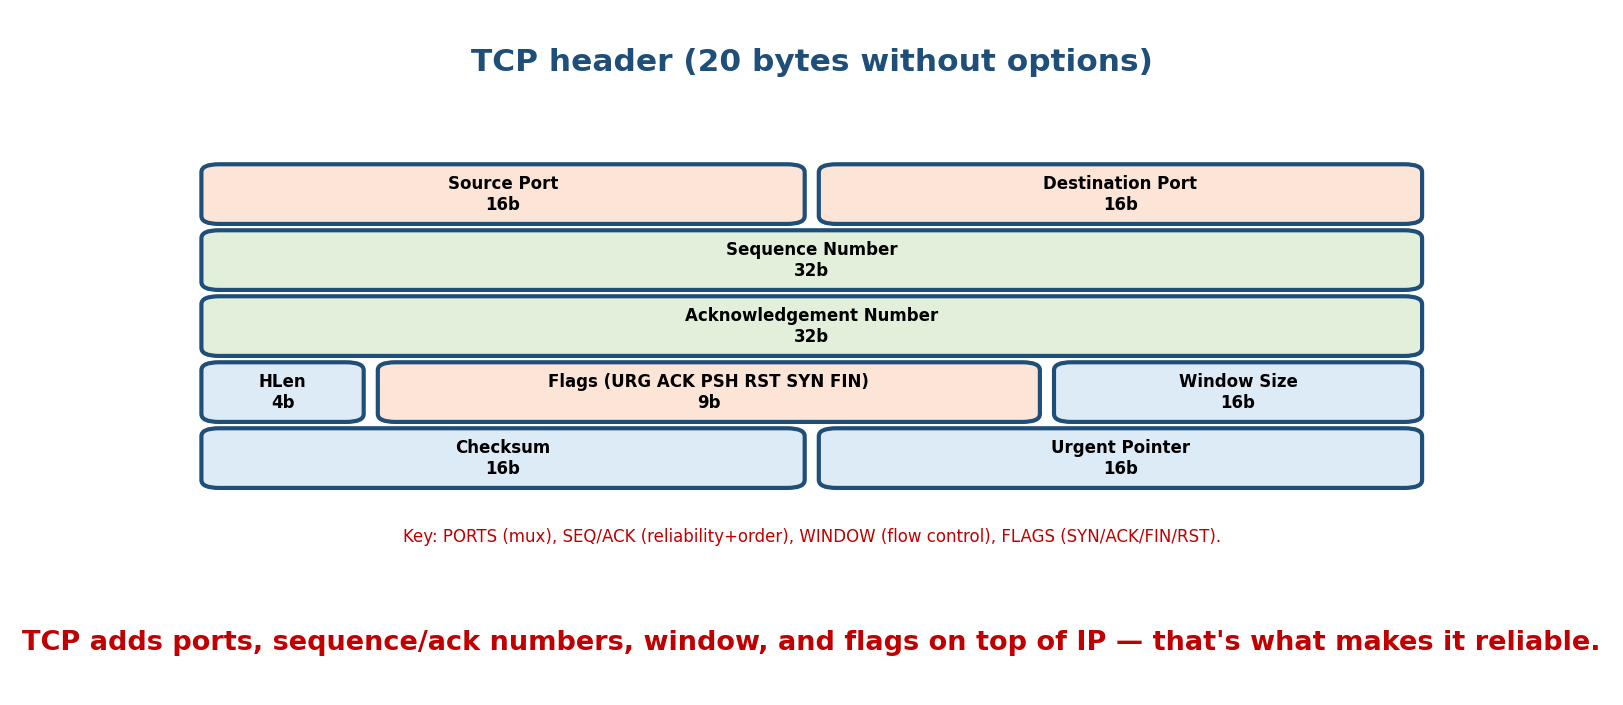 TCP header (20 bytes without options)
Source Port
16b
Destination Port
16b
Sequence Number
32b
Acknowledgement Number
32b
HLen
4b
Flags (URG ACK PSH RST SYN FIN)
9b
Window Size
16b
Checksum
16b
Urgent Pointer
16b
Key: PORTS (mux), SEQ/ACK (reliability+order), WINDOW (flow control), FLAGS (SYN/ACK/FIN/RST).
TCP adds ports, sequence/ack numbers, window, and flags on top of IP — that's what makes it reliable.